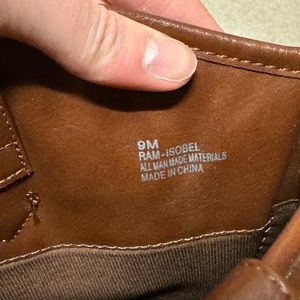 9M
RAM-ISOBEL
ALL MAN MADE MATERIALS
MADE IN CHINA